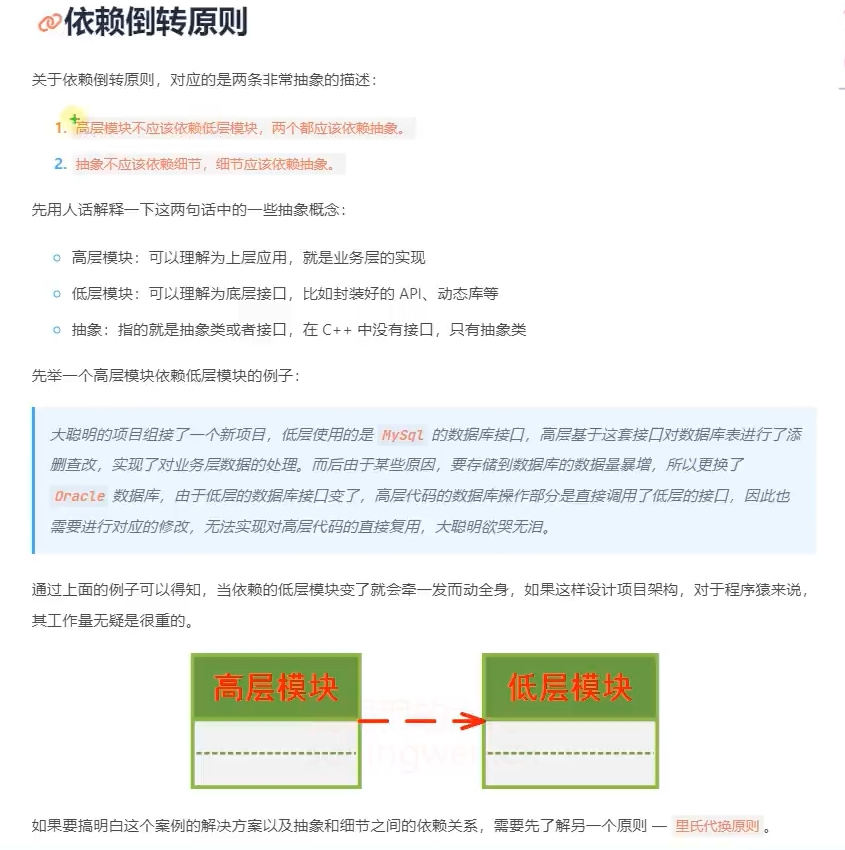 依赖倒转原则
关于依赖倒转原则，对应的是两条非常抽象的描述：
1. 高层模块不应该依赖低层模块，两个都应该依赖抽象。
2. 抽象不应该依赖细节，细节应该依赖抽象。
先用人话解释一下这两句话中的一些抽象概念：
高层模块：可以理解为上层应用，就是业务层的实现
低层模块：可以理解为底层接口，比如封装好的 API、动态库等
抽象：指的就是抽象类或者接口，在 C++ 中没有接口，只有抽象类
先举一个高层模块依赖低层模块的例子：
大聪明的项目组接了一个新项目，低层使用的是 MySql 的数据库接口，高层基于这套接口对数据库表进行了添
删查改，实现了对业务层数据的处理。而后由于某些原因，要存储到数据库的数据量暴增，所以更换了
Oracle 数据库，由于低层的数据库接口变了，高层代码的数据库操作部分是直接调用了低层的接口，因此也
需要进行对应的修改，无法实现对高层代码的直接复用，大聪明欲哭无泪。
通过上面的例子可以得知，当依赖的低层模块变了就会牵一发而动全身，如果这样设计项目架构，对于程序猿来说，
其工作量无疑是很重的。
高层模块 低层模块
如果要搞明白这个案例的解决方案以及抽象和细节之间的依赖关系，需要先了解另一个原则 — 里氏代换原则 。